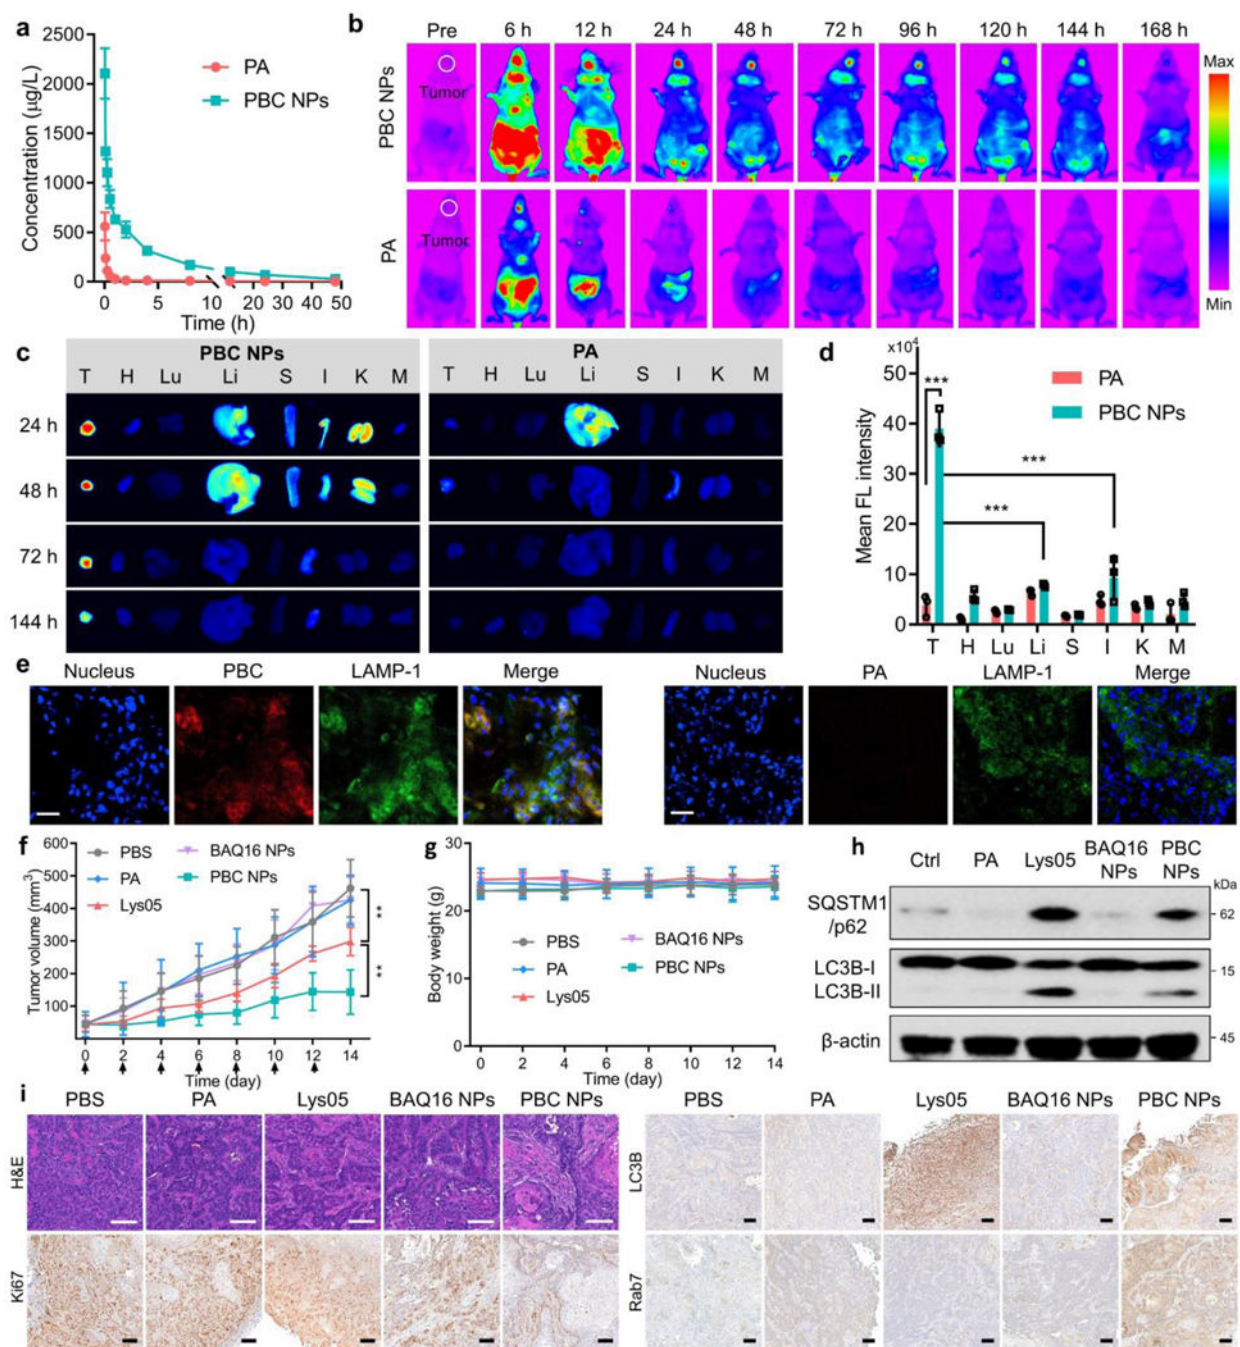 a
Concentration (μg/L)
2500
2000
1500
1000
500
0
PA
PBC NPs
0 5 10 20 30 40 50
Time (h)
b
Pre 6 h 12 h 24 h 48 h 72 h 96 h 120 h 144 h 168 h
PBC NPs
Tumor
PA
Tumor
Max
Min
c
PBC NPs PA
T H Lu Li S I K M T H Lu Li S I K M
24 h
48 h
72 h
144 h
d
x10⁴
Mean FL intensity
50
40
30
20
10
0
PA
PBC NPs
***
***
***
T H Lu Li S I K M
e
Nucleus PBC LAMP-1 Merge Nucleus PA LAMP-1 Merge
f
Tumor volume (mm³)
600
500
400
300
200
100
PBS
PA
Lys05
BAQ16 NPs
PBC NPs
**
**
0 2 4 6 8 10 12 14
Time (day)
g
Body weight (g)
30
20
10
0
PBS
PA
Lys05
BAQ16 NPs
PBC NPs
0 2 4 6 8 10 12 14
Time (day)
h
Ctrl PA Lys05 BAQ16 NPs PBC NPs
kDa
SQSTM1
/p62
62
LC3B-I
15
LC3B-II
β-actin
45
i
PBS PA Lys05 BAQ16 NPs PBC NPs PBS PA Lys05 BAQ16 NPs PBC NPs
H&E
LC3B
Ki67
Rab7